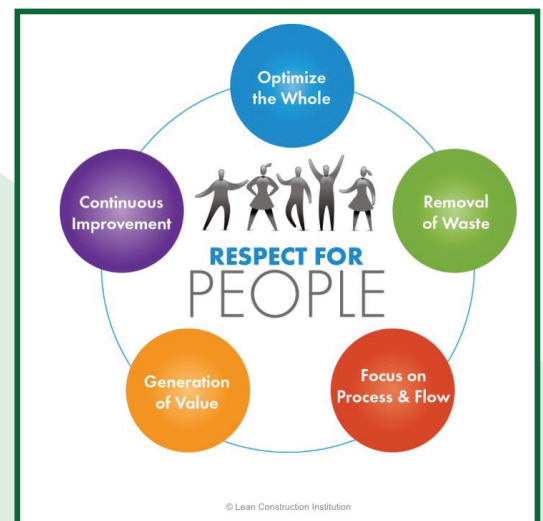 Optimize
the Whole
Continuous
Improvement
Removal
of Waste
RESPECT FOR
PEOPLE
Generation
of Value
Focus on
Process & Flow
© Lean Construction Institution